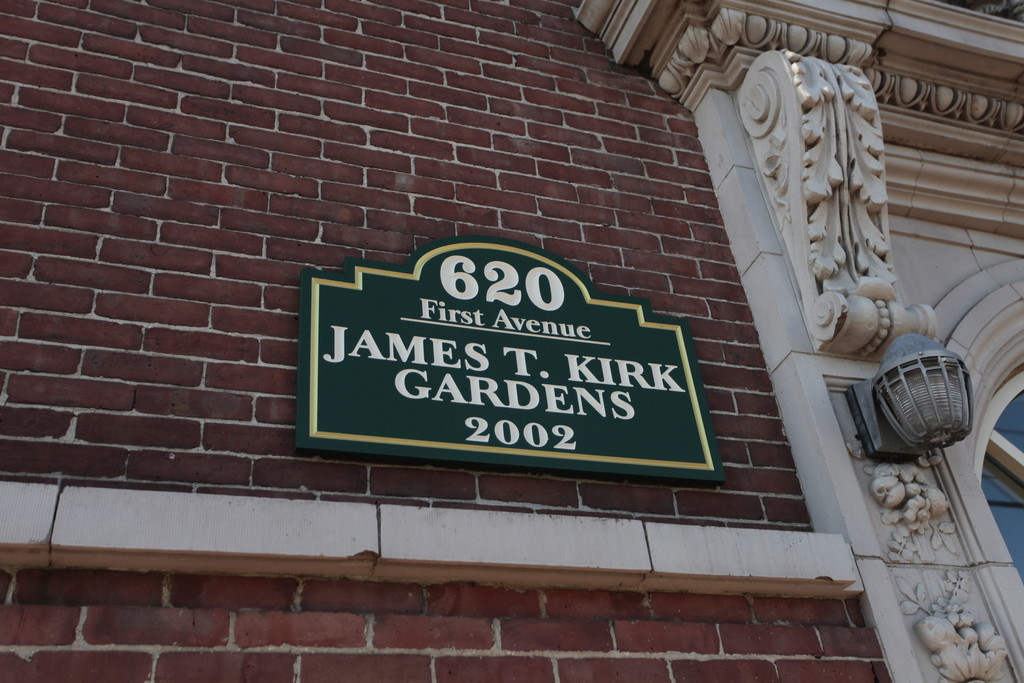 620
First Avenue
JAMES T. KIRK
GARDENS
2002